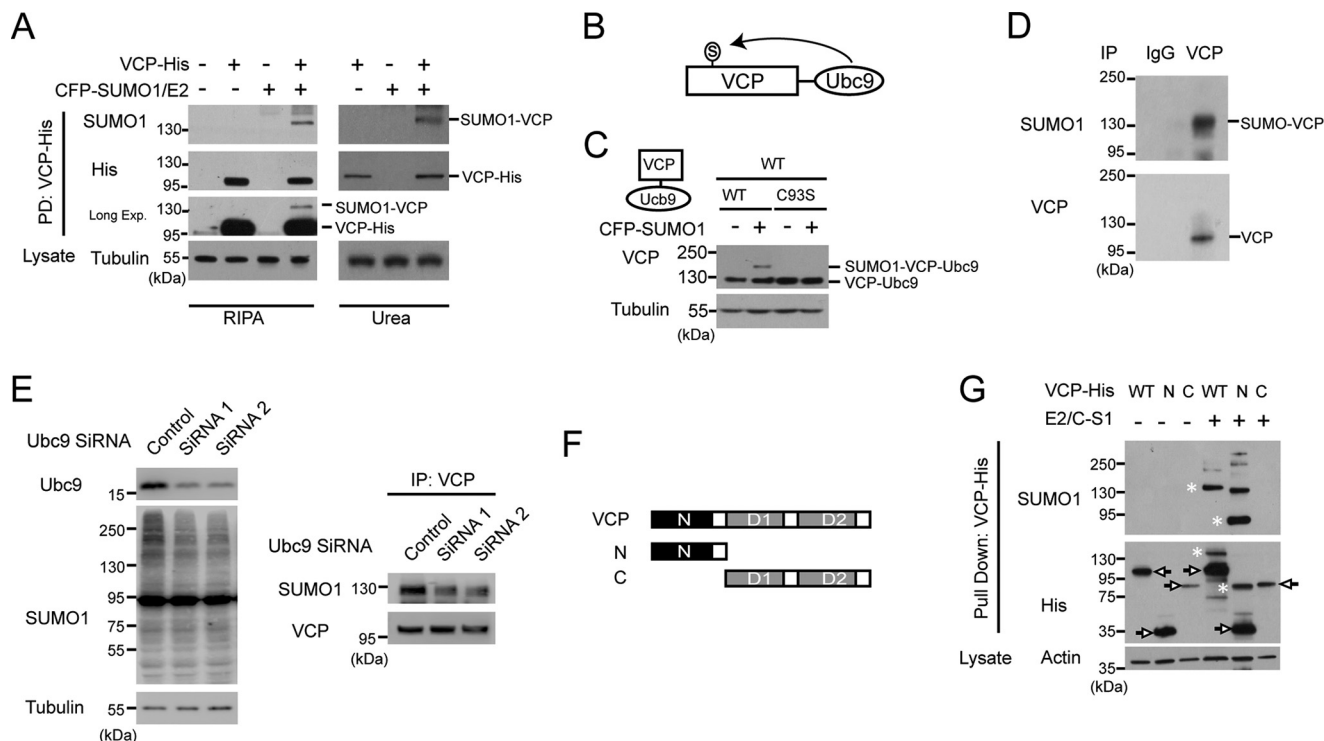 A
VCP-His - + - + + - +
CFP-SUMO1/E2 - - + + - + +
PD: VCP-His
SUMO1 130 SUMO1-VCP
His 130
95 VCP-His
Long Exp. 130 SUMO1-VCP
95 VCP-His
Lysate Tubulin 55
(kDa)
RIPA Urea
B
S
VCP Ubc9
C
VCP
Ucb9
WT
WT C93S
CFP-SUMO1 - + - +
VCP 250
130
SUMO1-VCP-Ubc9
VCP-Ubc9
Tubulin 55
(kDa)
D
IP IgG VCP
250
SUMO1 130 SUMO-VCP
95
250
VCP
130
95 VCP
(kDa)
E
Ubc9 SiRNA Control SiRNA 1 SiRNA 2
Ubc9
15
250
130
95
SUMO1
75
55
Tubulin 55
(kDa)
IP: VCP
Ubc9 SiRNA Control SiRNA 1 SiRNA 2
SUMO1 130
VCP
95
(kDa)
F
VCP N D1 D2
N N
C D1 D2
G
VCP-His WT N C WT N C
E2/C-S1 - - - + + +
Pull Down: VCP-His
250
SUMO1 130
95
* *
130
95
75
His
35
* *
Lysate Actin
35
(kDa)